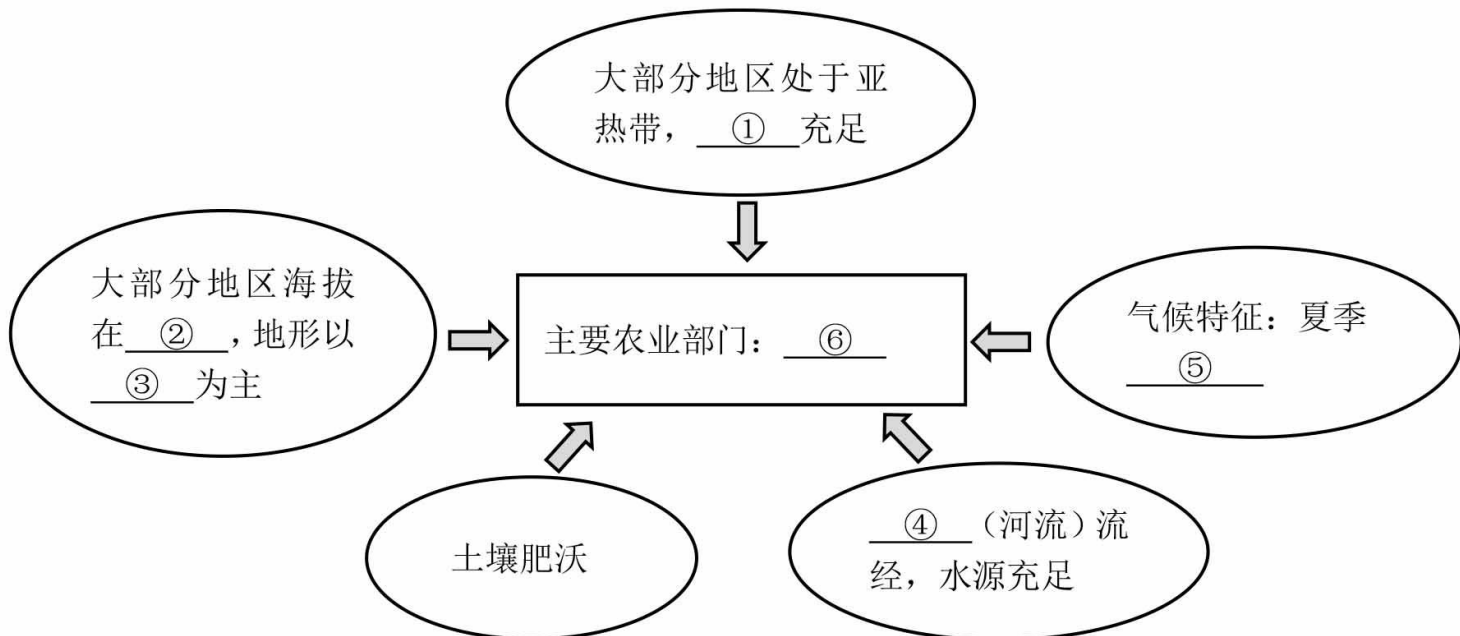 大部分地区处于亚
热带，①充足
大部分地区海拔
在②，地形以
③为主
主要农业部门：⑥
气候特征：夏季
⑤
土壤肥沃
④（河流）流
经，水源充足